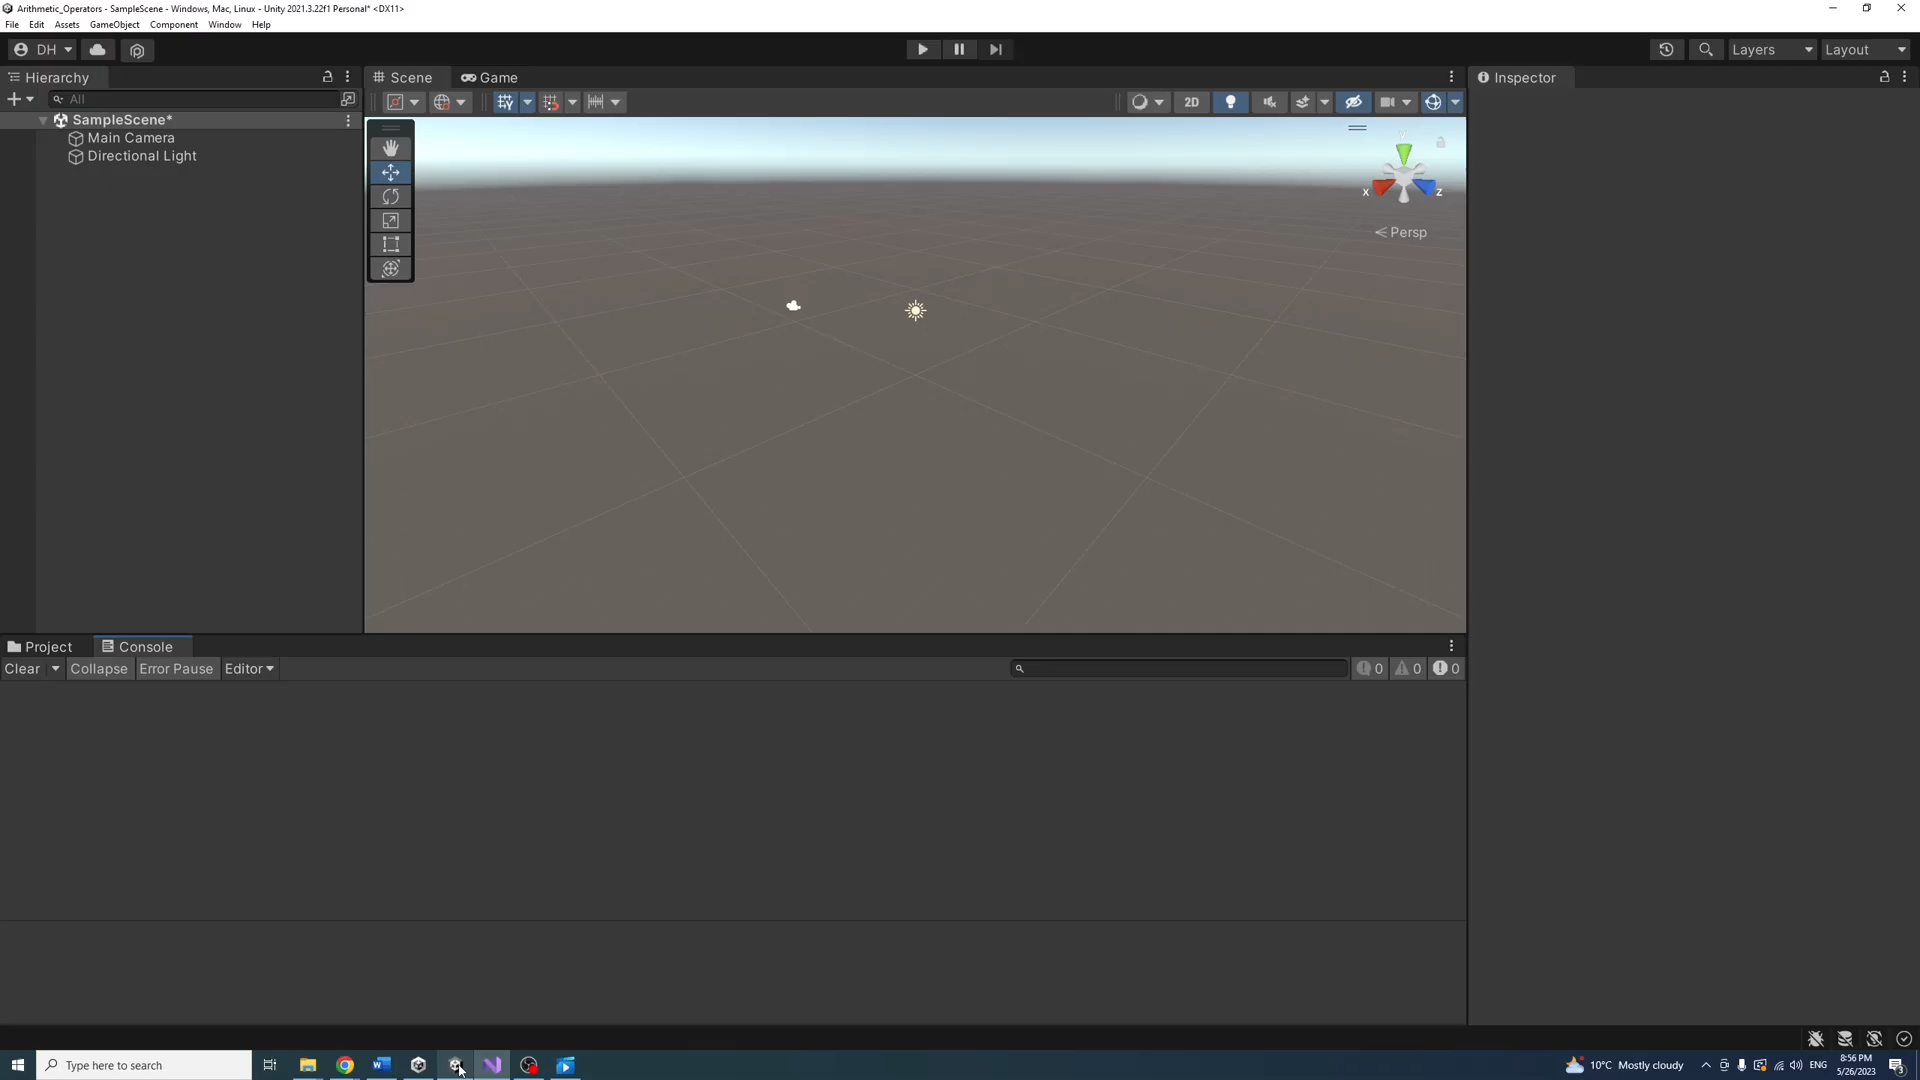 Arithmetic_Operators - SampleScene - Windows, Mac, Linux - Unity 2021.3.22f1 Personal* <DX11>
File Edit Assets GameObject Component Window Help
DH
Layers
Layout
Hierarchy
Scene
Game
Inspector
All
2D
SampleScene*
Main Camera
Directional Light
y
x
z
Persp
Project
Console
Clear
Collapse
Error Pause
Editor
0
0
0
Type here to search
10°C Mostly cloudy
ENG
8:56 PM
5/26/2023
3